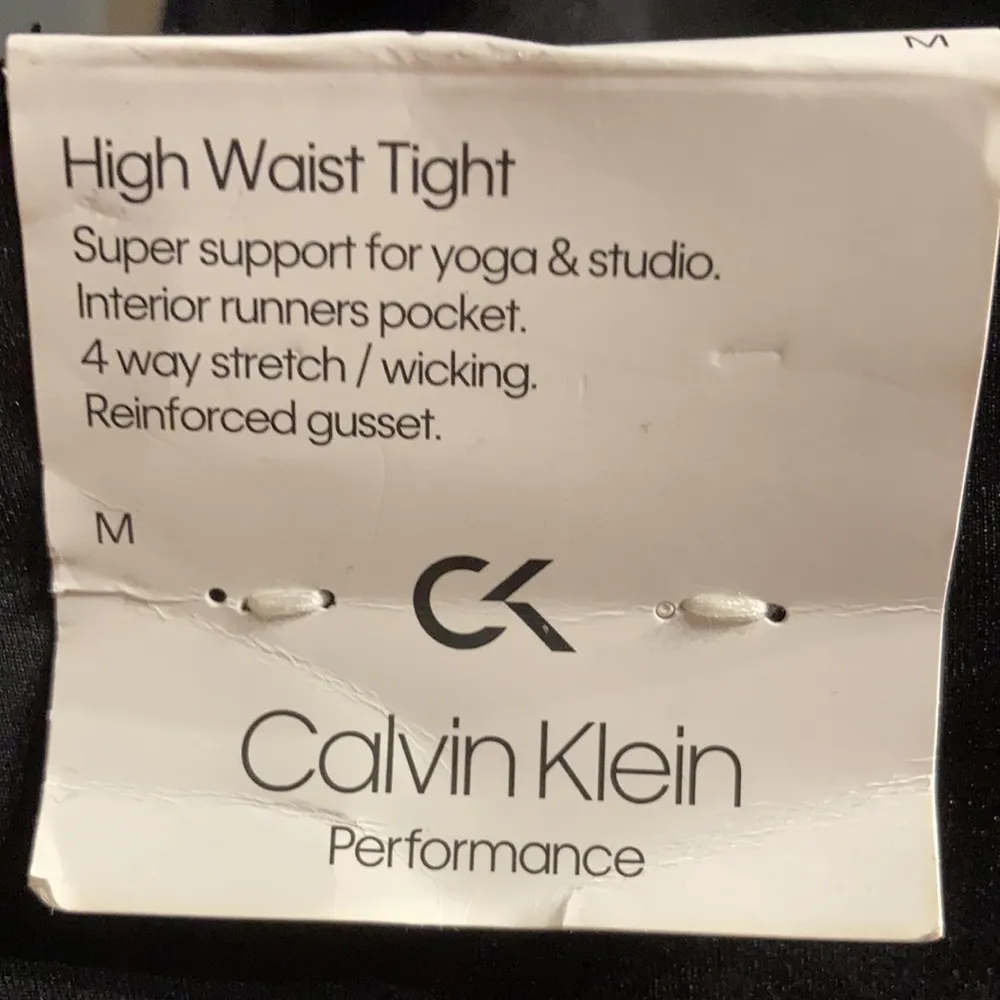 M
High Waist Tight
Super support for yoga & studio.
Interior runners pocket.
4 way stretch / wicking.
Reinforced gusset.
M
CK
Calvin Klein
Performance